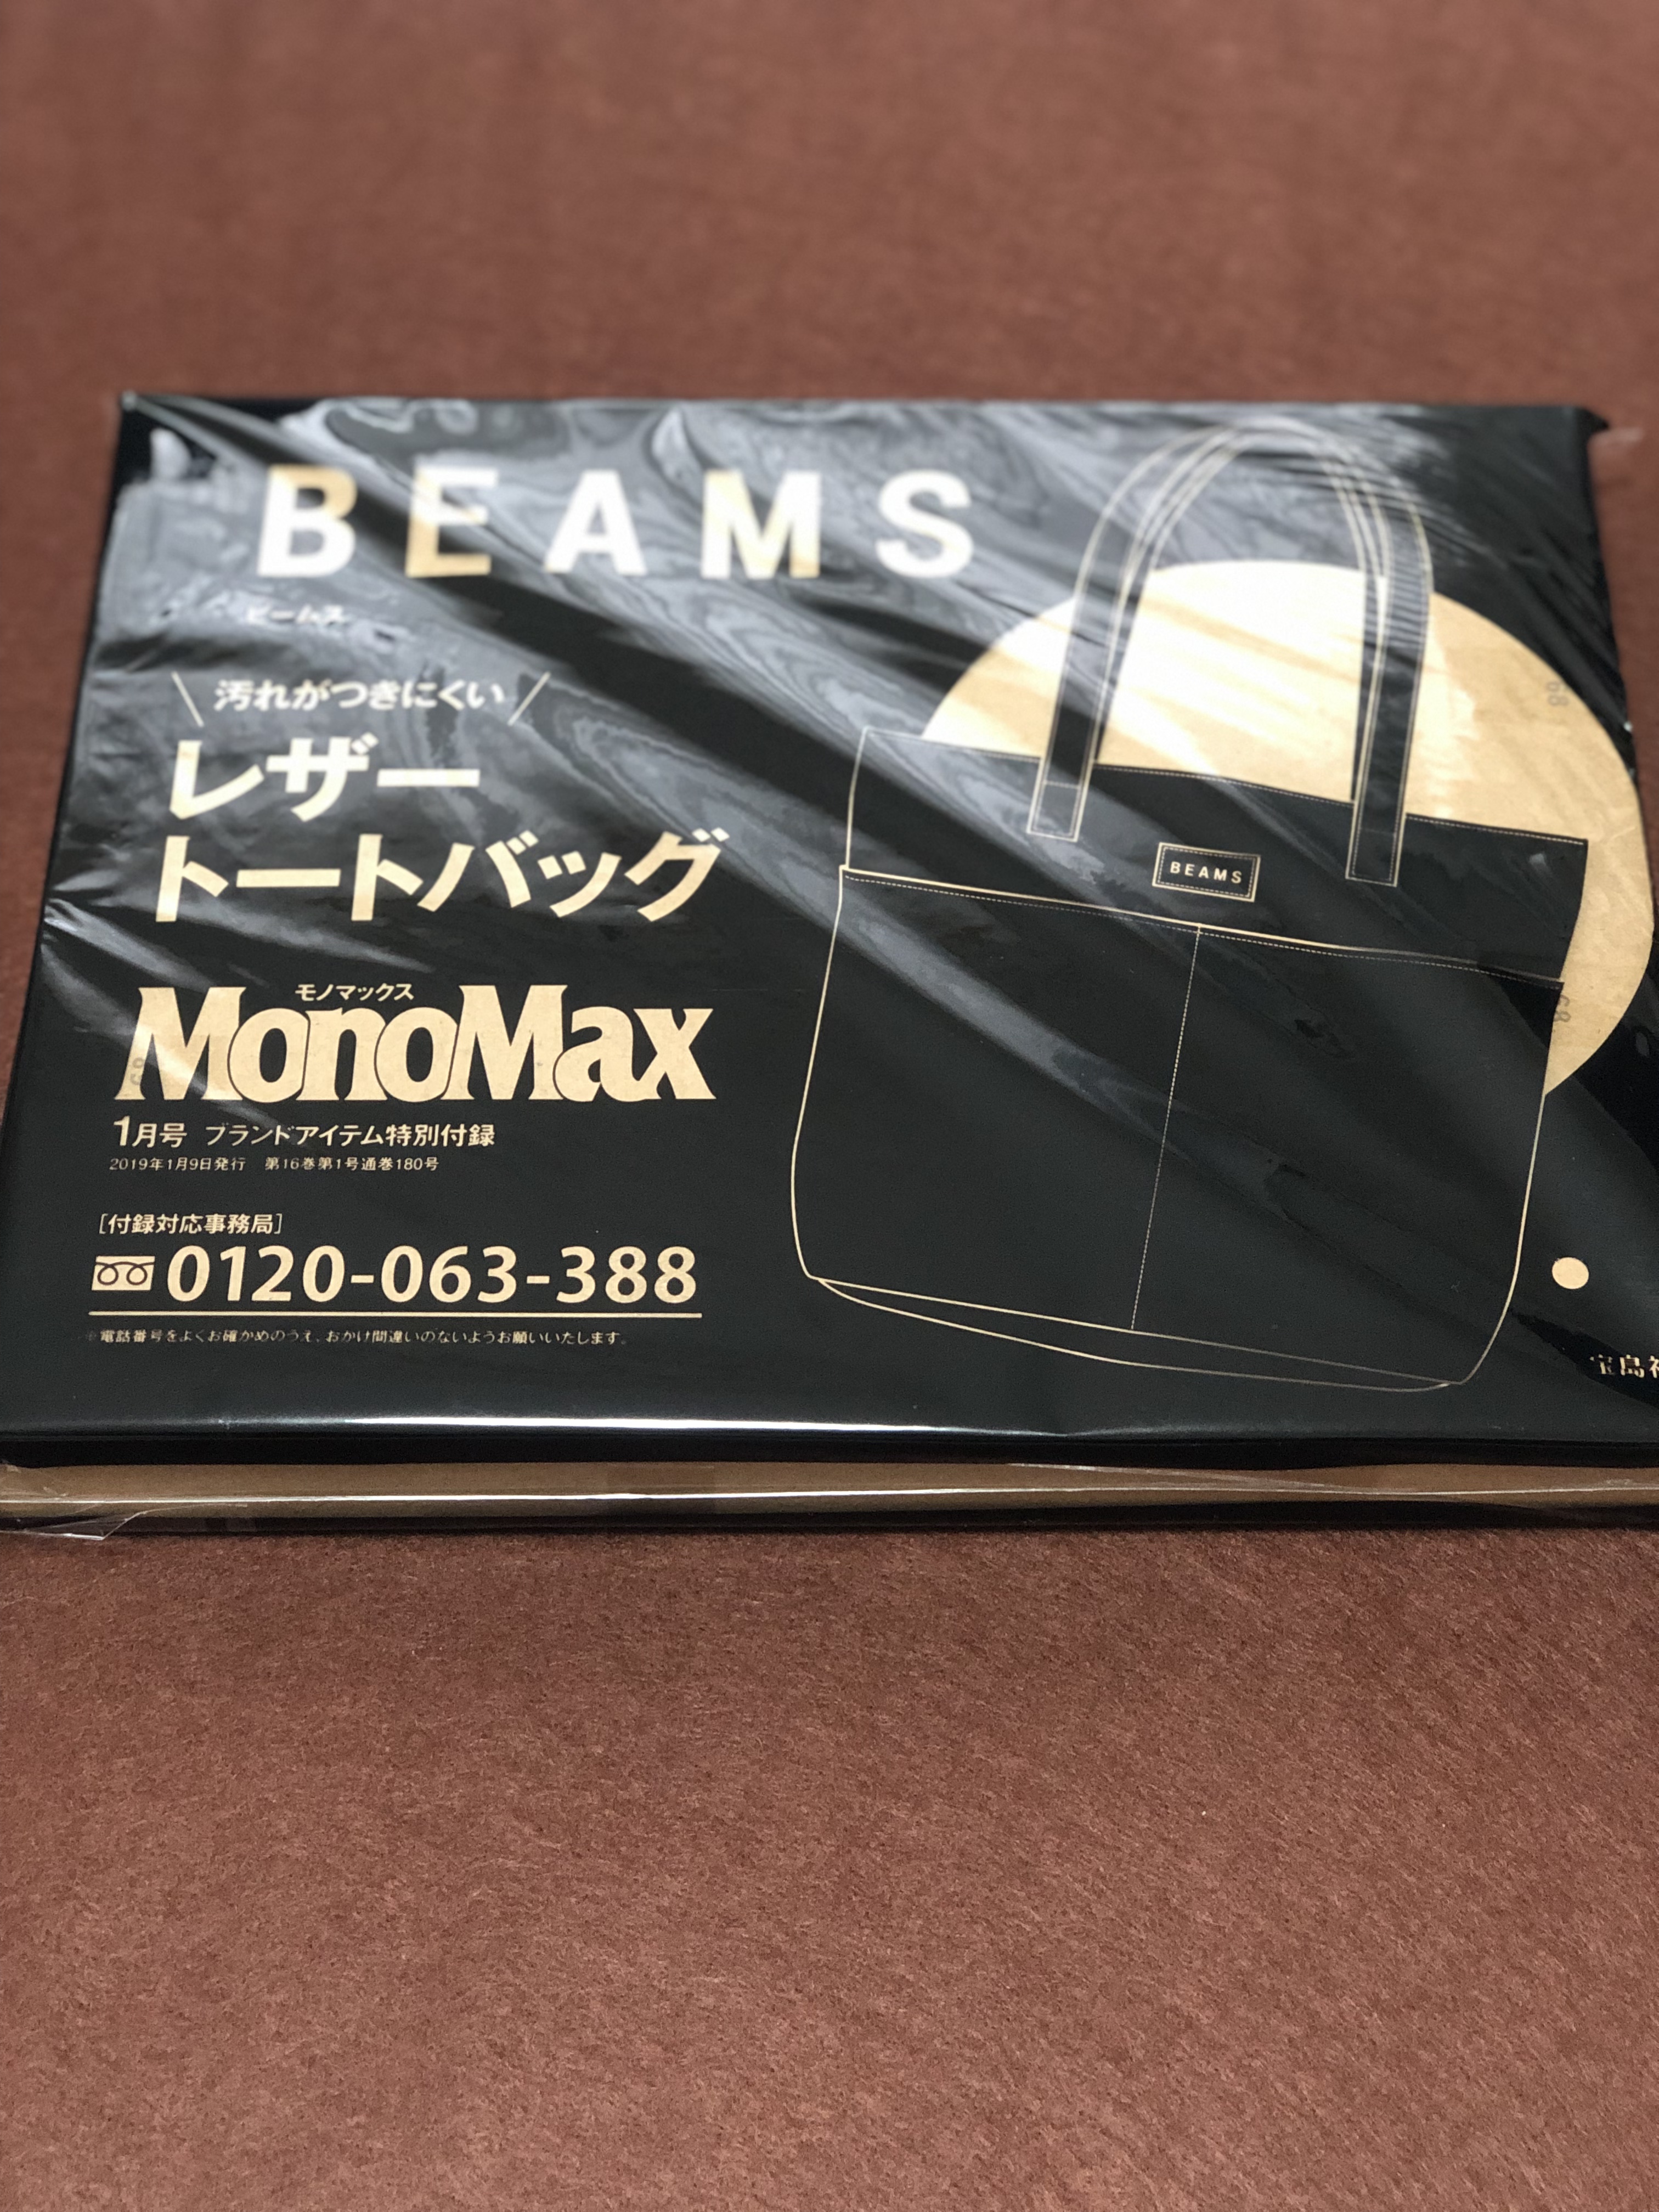 BEAMS
ビームス
汚れがつきにくい
レザー
トートバッグ
モノマックス
MonoMax
1月号 ブランドアイテム特別付録
2019年1月9日発行 第16巻第1号通巻180号
[付録対応事務局]
0120-063-388
※電話番号をよくお確かめのうえ、おかけ間違いのないようお願いいたします。
BEAMS
宝島社